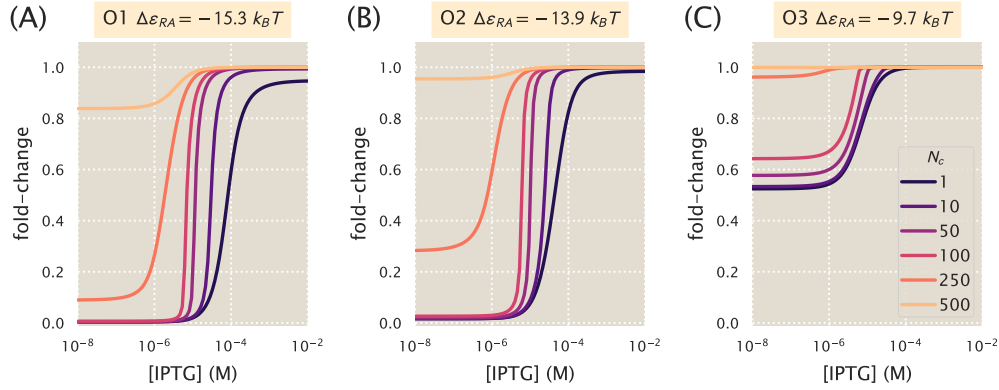 (A) O1 Δε_RA = −15.3 k_BT
1.0
0.8
0.6
0.4
0.2
0.0
fold−change
10^−8 10^−6 10^−4 10^−2
[IPTG] (M)
(B) O2 Δε_RA = −13.9 k_BT
1.0
0.8
0.6
0.4
0.2
0.0
fold−change
10^−8 10^−6 10^−4 10^−2
[IPTG] (M)
(C) O3 Δε_RA = −9.7 k_BT
1.0
0.8
0.6
0.4
0.2
0.0
fold−change
10^−8 10^−6 10^−4 10^−2
[IPTG] (M)
N_c
1
10
50
100
250
500